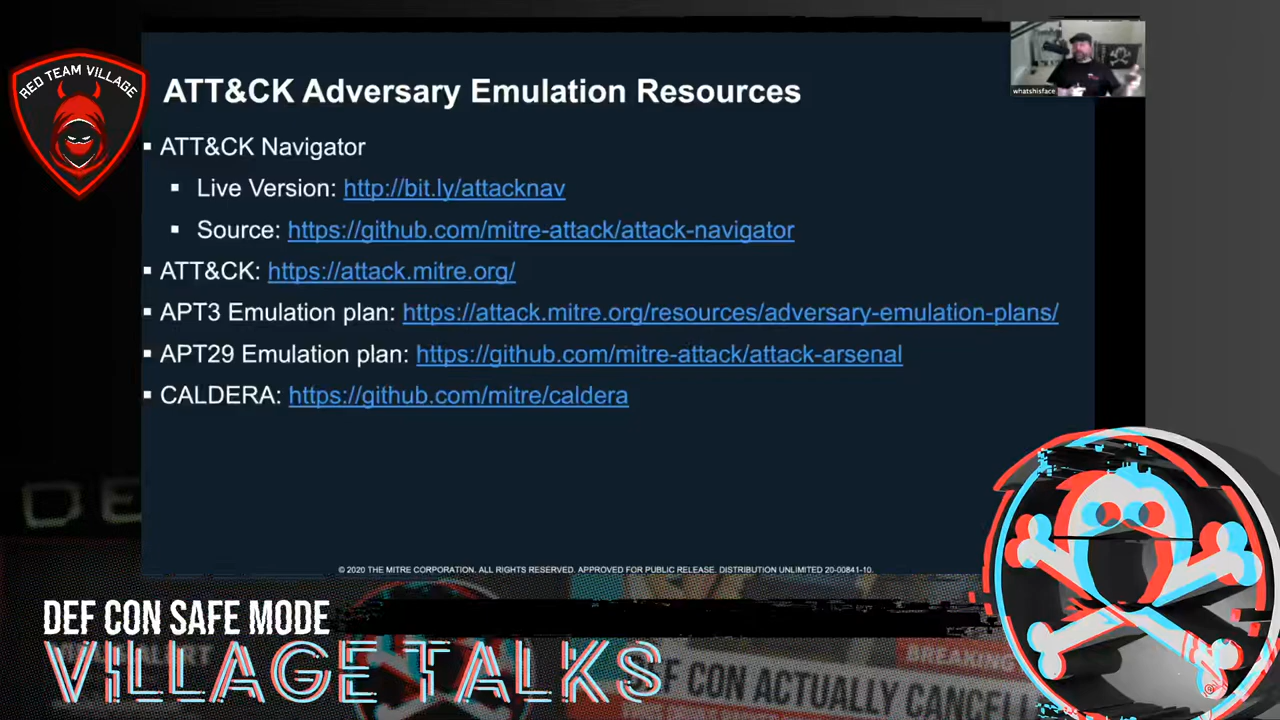 RED TEAM VILLAGE
whatshisface
ATT&CK Adversary Emulation Resources
▪ ATT&CK Navigator
▪ Live Version: http://bit.ly/attacknav
▪ Source: https://github.com/mitre-attack/attack-navigator
▪ ATT&CK: https://attack.mitre.org/
▪ APT3 Emulation plan: https://attack.mitre.org/resources/adversary-emulation-plans/
▪ APT29 Emulation plan: https://github.com/mitre-attack/attack-arsenal
▪ CALDERA: https://github.com/mitre/caldera
© 2020 THE MITRE CORPORATION. ALL RIGHTS RESERVED. APPROVED FOR PUBLIC RELEASE. DISTRIBUTION UNLIMITED 20-00841-10.
DEF CON SAFE MODE
VILLAGE TALKS
BREAKING
DEF CON ACTUALLY CANCELL